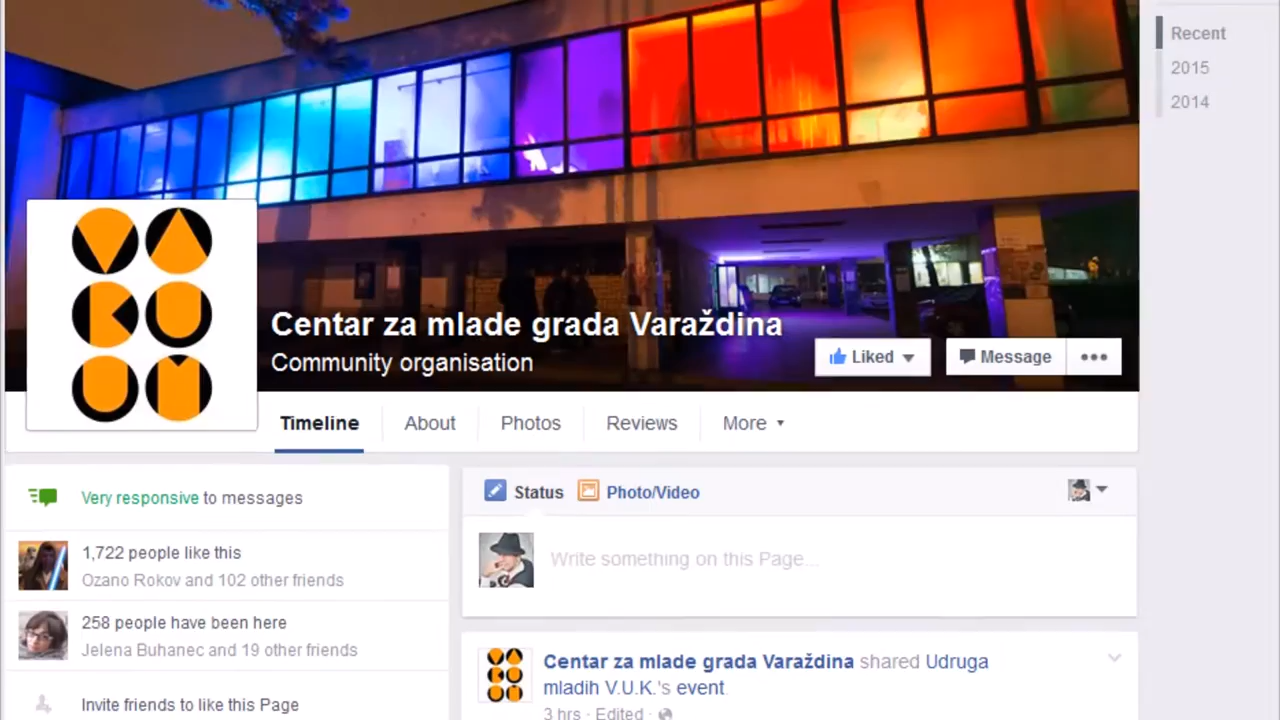 Recent
2015
2014
VA
KU
UM
Centar za mlade grada Varaždina
Community organisation
Liked
Message
Timeline
About
Photos
Reviews
More
Very responsive to messages
1,722 people like this
Ozano Rokov and 102 other friends
258 people have been here
Jelena Buhanec and 19 other friends
Invite friends to like this Page
Status
Photo/Video
Write something on this Page...
Centar za mlade grada Varaždina shared Udruga
mladih V.U.K.'s event
3 hrs · Edited ·